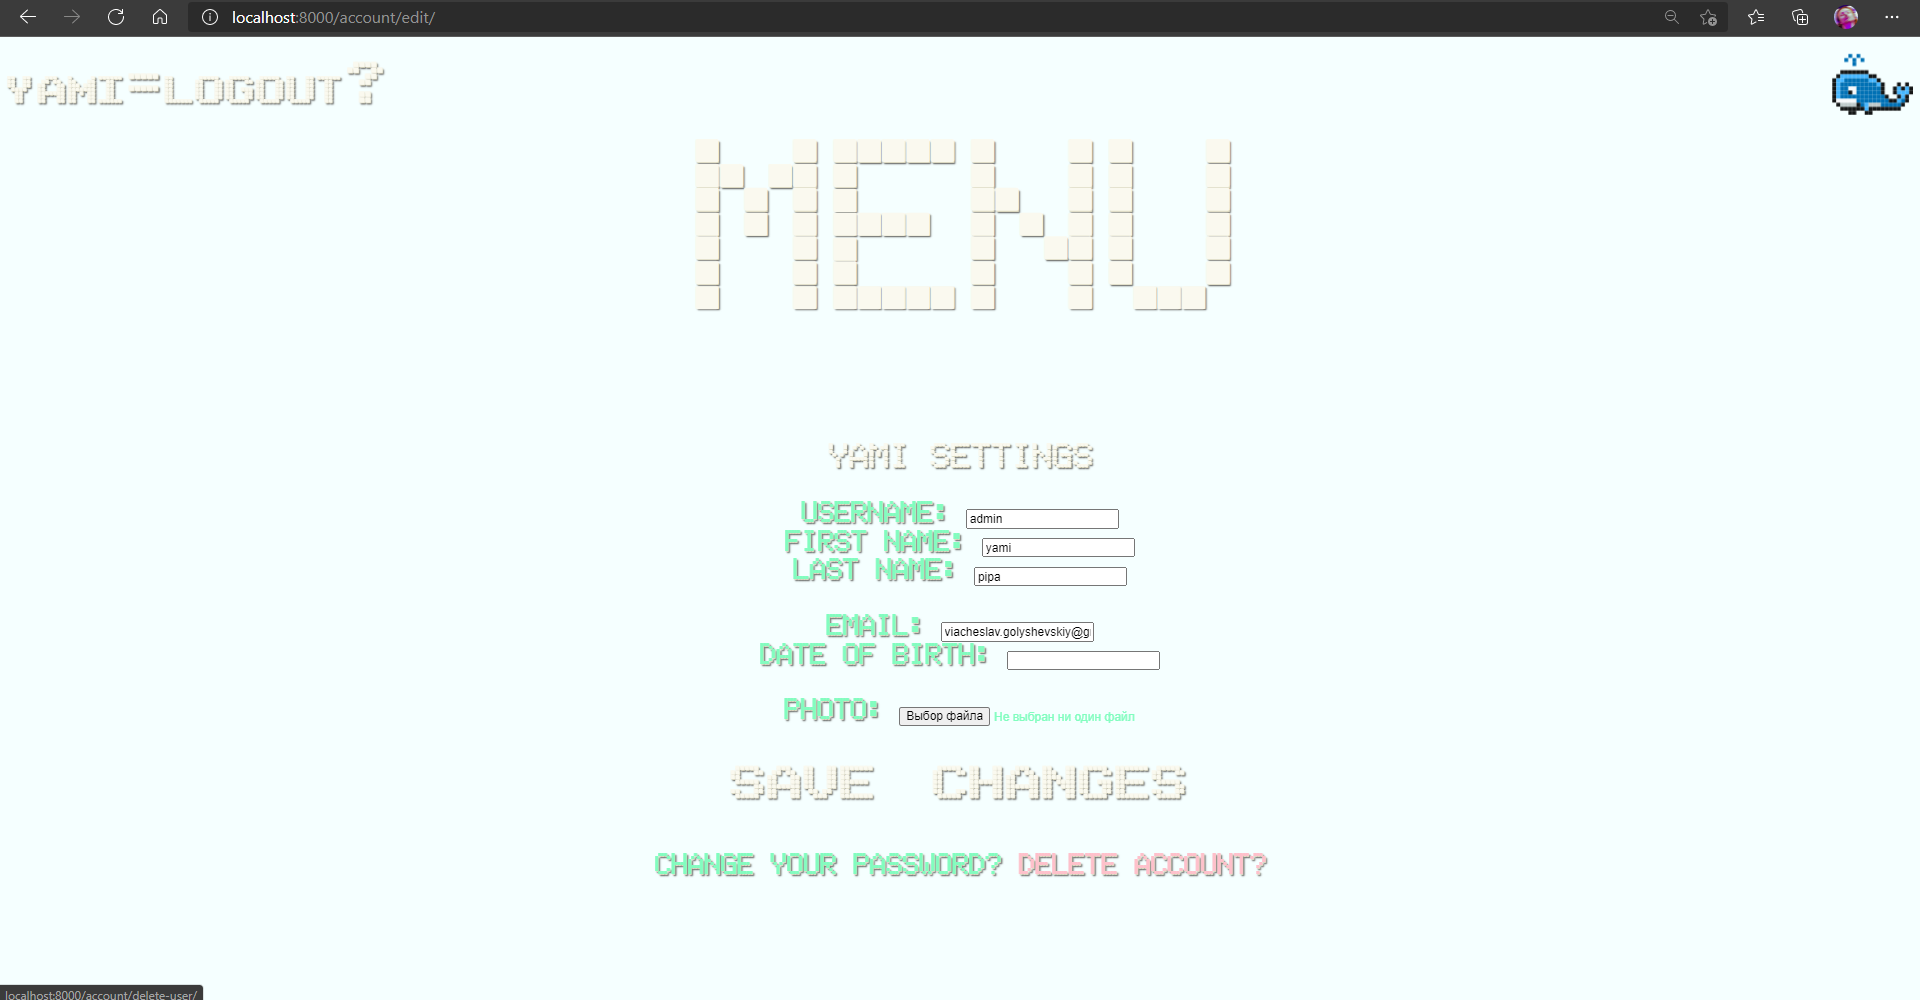 localhost:8000/account/edit/
YAMI=LOGOUT?
MENU
YAMI SETTINGS
USERNAME: admin
FIRST NAME: yami
LAST NAME: pipa
EMAIL: viacheslav.golyshevskiy@g
DATE OF BIRTH:
PHOTO: Выбор файла Не выбран ни один файл
SAVE CHANGES
CHANGE YOUR PASSWORD? DELETE ACCOUNT?
localhost:8000/account/delete-user/